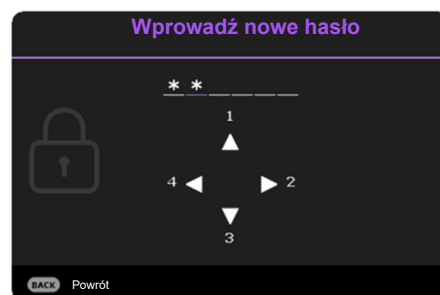 Wprowadź nowe hasło
* * _ _ _ _
1
4 2
3
BACK Powrót